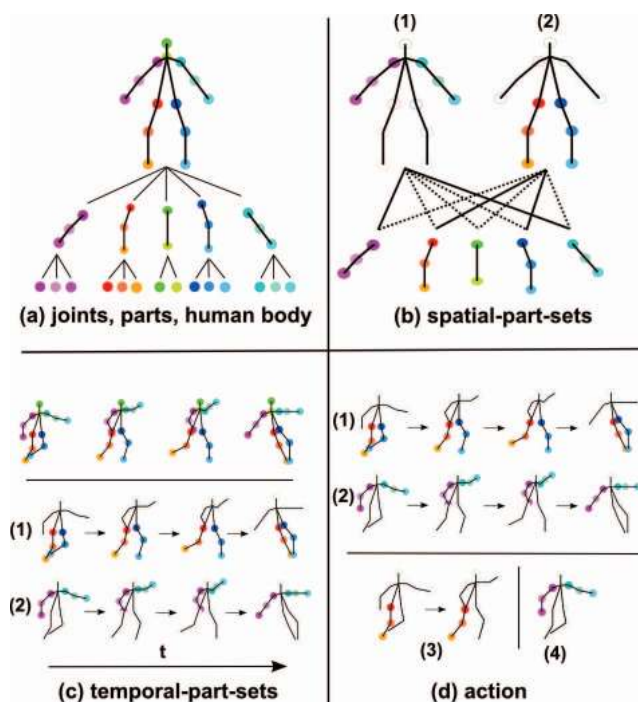 (1)
(2)
(a) joints, parts, human body
(b) spatial-part-sets
(1)
(2)
t
(c) temporal-part-sets
(1)
(2)
(3)
(4)
(d) action